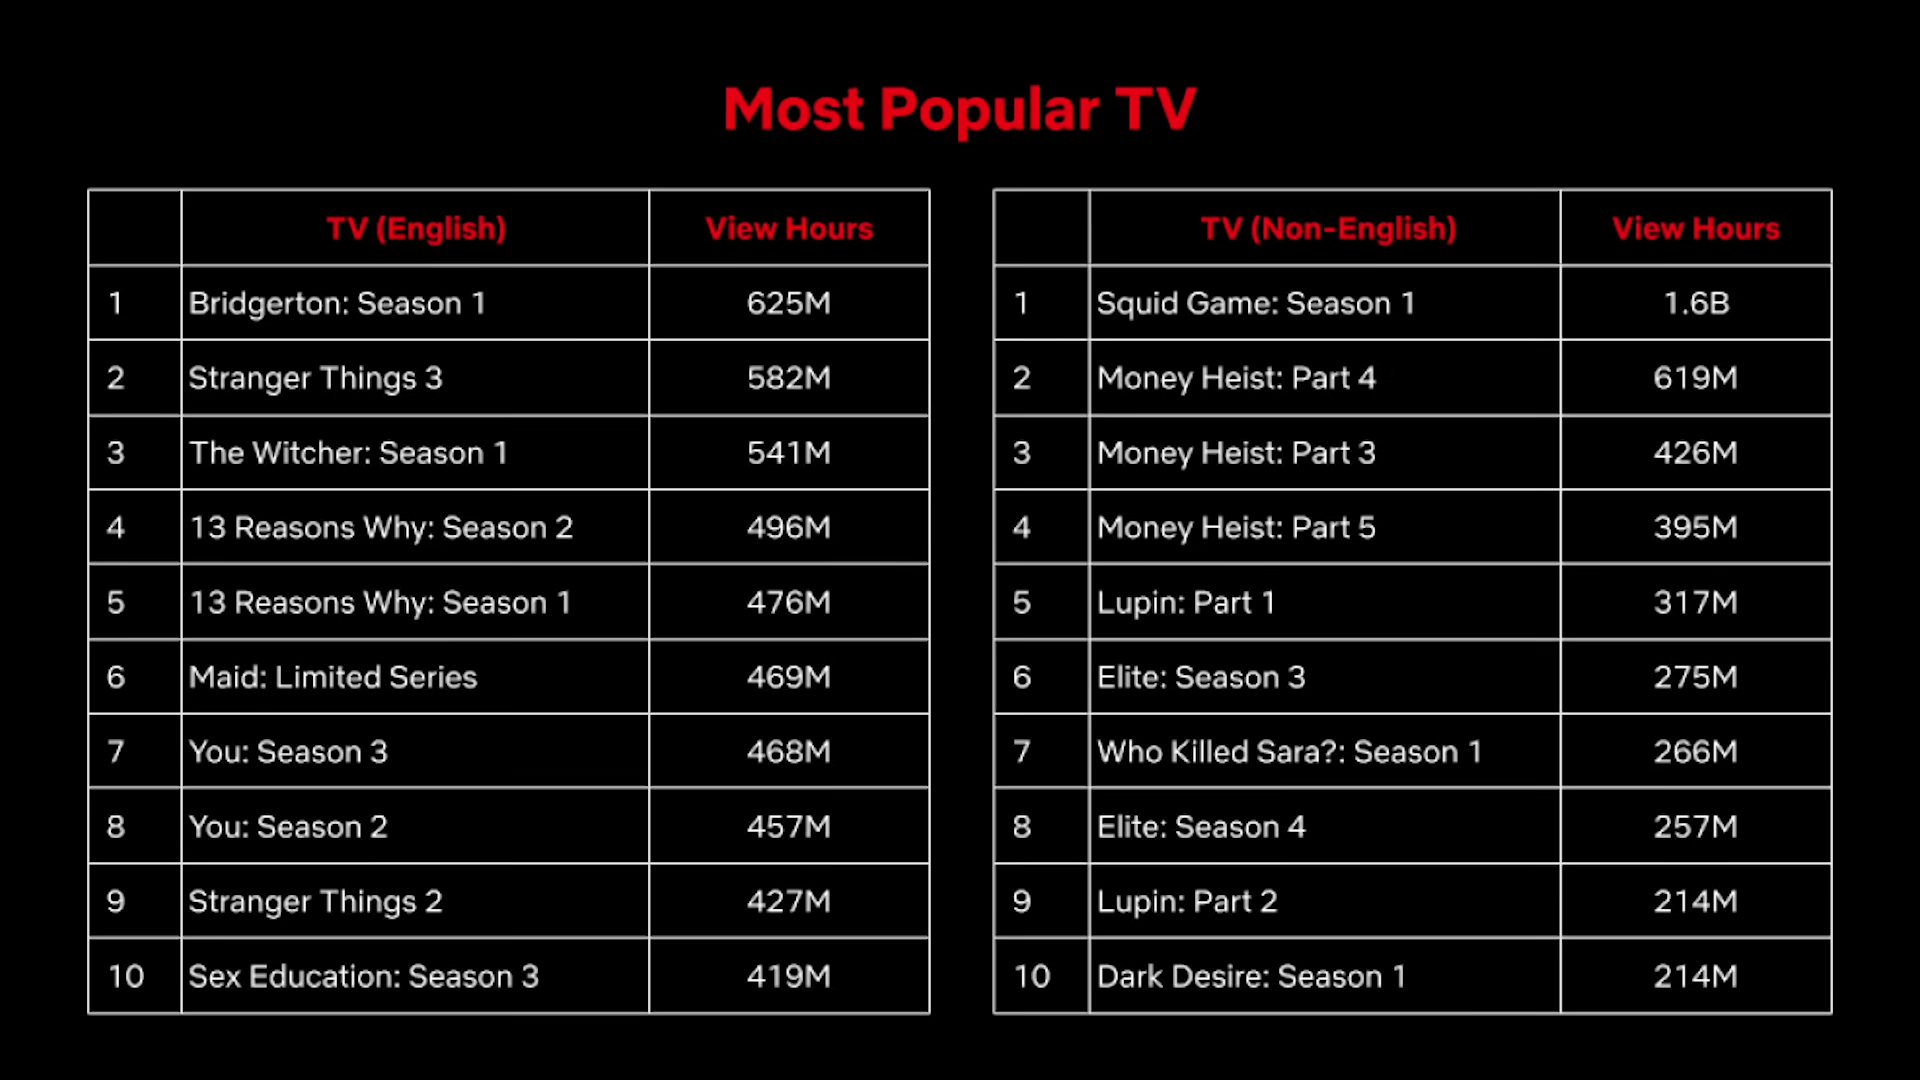 Most Popular TV
TV (English) View Hours
1 Bridgerton: Season 1 625M
2 Stranger Things 3 582M
3 The Witcher: Season 1 541M
4 13 Reasons Why: Season 2 496M
5 13 Reasons Why: Season 1 476M
6 Maid: Limited Series 469M
7 You: Season 3 468M
8 You: Season 2 457M
9 Stranger Things 2 427M
10 Sex Education: Season 3 419M
TV (Non-English) View Hours
1 Squid Game: Season 1 1.6B
2 Money Heist: Part 4 619M
3 Money Heist: Part 3 426M
4 Money Heist: Part 5 395M
5 Lupin: Part 1 317M
6 Elite: Season 3 275M
7 Who Killed Sara?: Season 1 266M
8 Elite: Season 4 257M
9 Lupin: Part 2 214M
10 Dark Desire: Season 1 214M